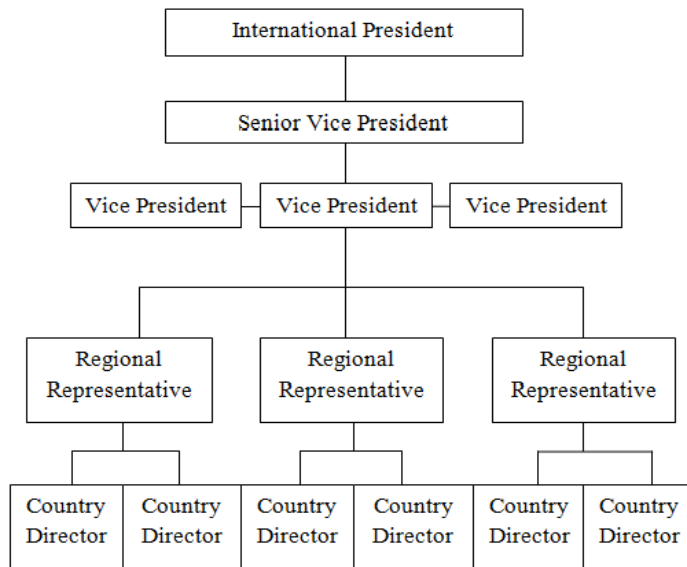 International President
Senior Vice President
Vice President
Vice President
Vice President
Regional
Representative
Regional
Representative
Regional
Representative
Country
Director
Country
Director
Country
Director
Country
Director
Country
Director
Country
Director